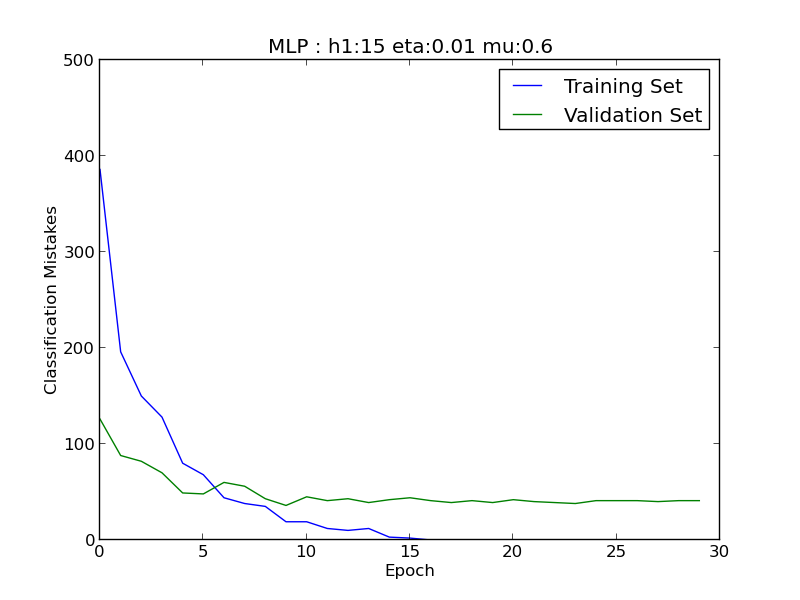 MLP : h1:15 eta:0.01 mu:0.6
500
400
300
200
100
0
Classification Mistakes
Training Set
Validation Set
0 5 10 15 20 25 30
Epoch